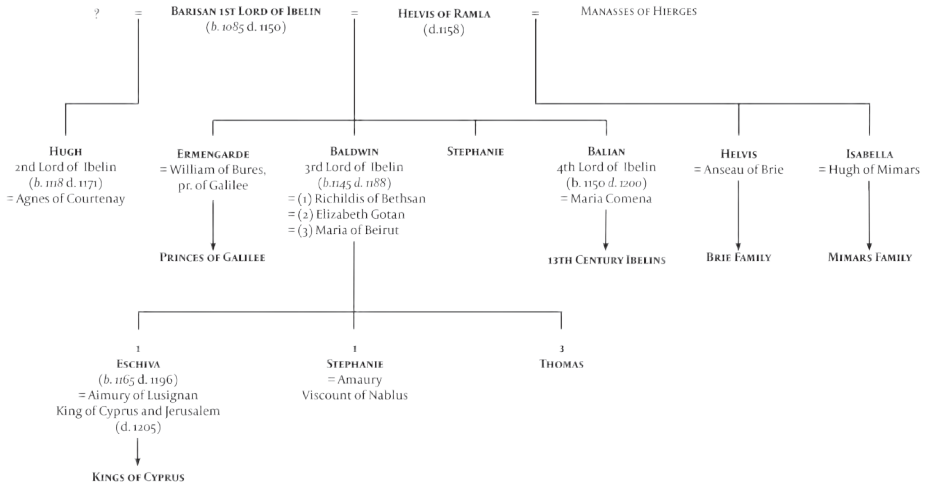 ? = BARISAN 1ST LORD OF IBELIN = HELVIS OF RAMLA = MANASSES OF HIERGES
(b. 1085 d. 1150)
(d.1158)
HUGH
2nd Lord of Ibelin
(b. 1118 d. 1171)
= Agnes of Courtenay
ERMENGARDE
= William of Bures,
pr. of Galilee
PRINCES OF GALILEE
BALDWIN
3rd Lord of Ibelin
(b.1145 d. 1188)
= (1) Richildis of Bethsan
= (2) Elizabeth Gotan
= (3) Maria of Beirut
STEPHANIE
BALIAN
4th Lord of Ibelin
(b. 1150 d. 1200)
= Maria Comena
13TH CENTURY IBELINS
HELVIS
= Anseau of Brie
BRIE FAMILY
ISABELLA
= Hugh of Mimars
MIMARS FAMILY
1
ESCHIVA
(b. 1165 d. 1196)
= Aimury of Lusignan
King of Cyprus and Jerusalem
(d. 1205)
KINGS OF CYPRUS
1
STEPHANIE
= Amaury
Viscount of Nablus
3
THOMAS